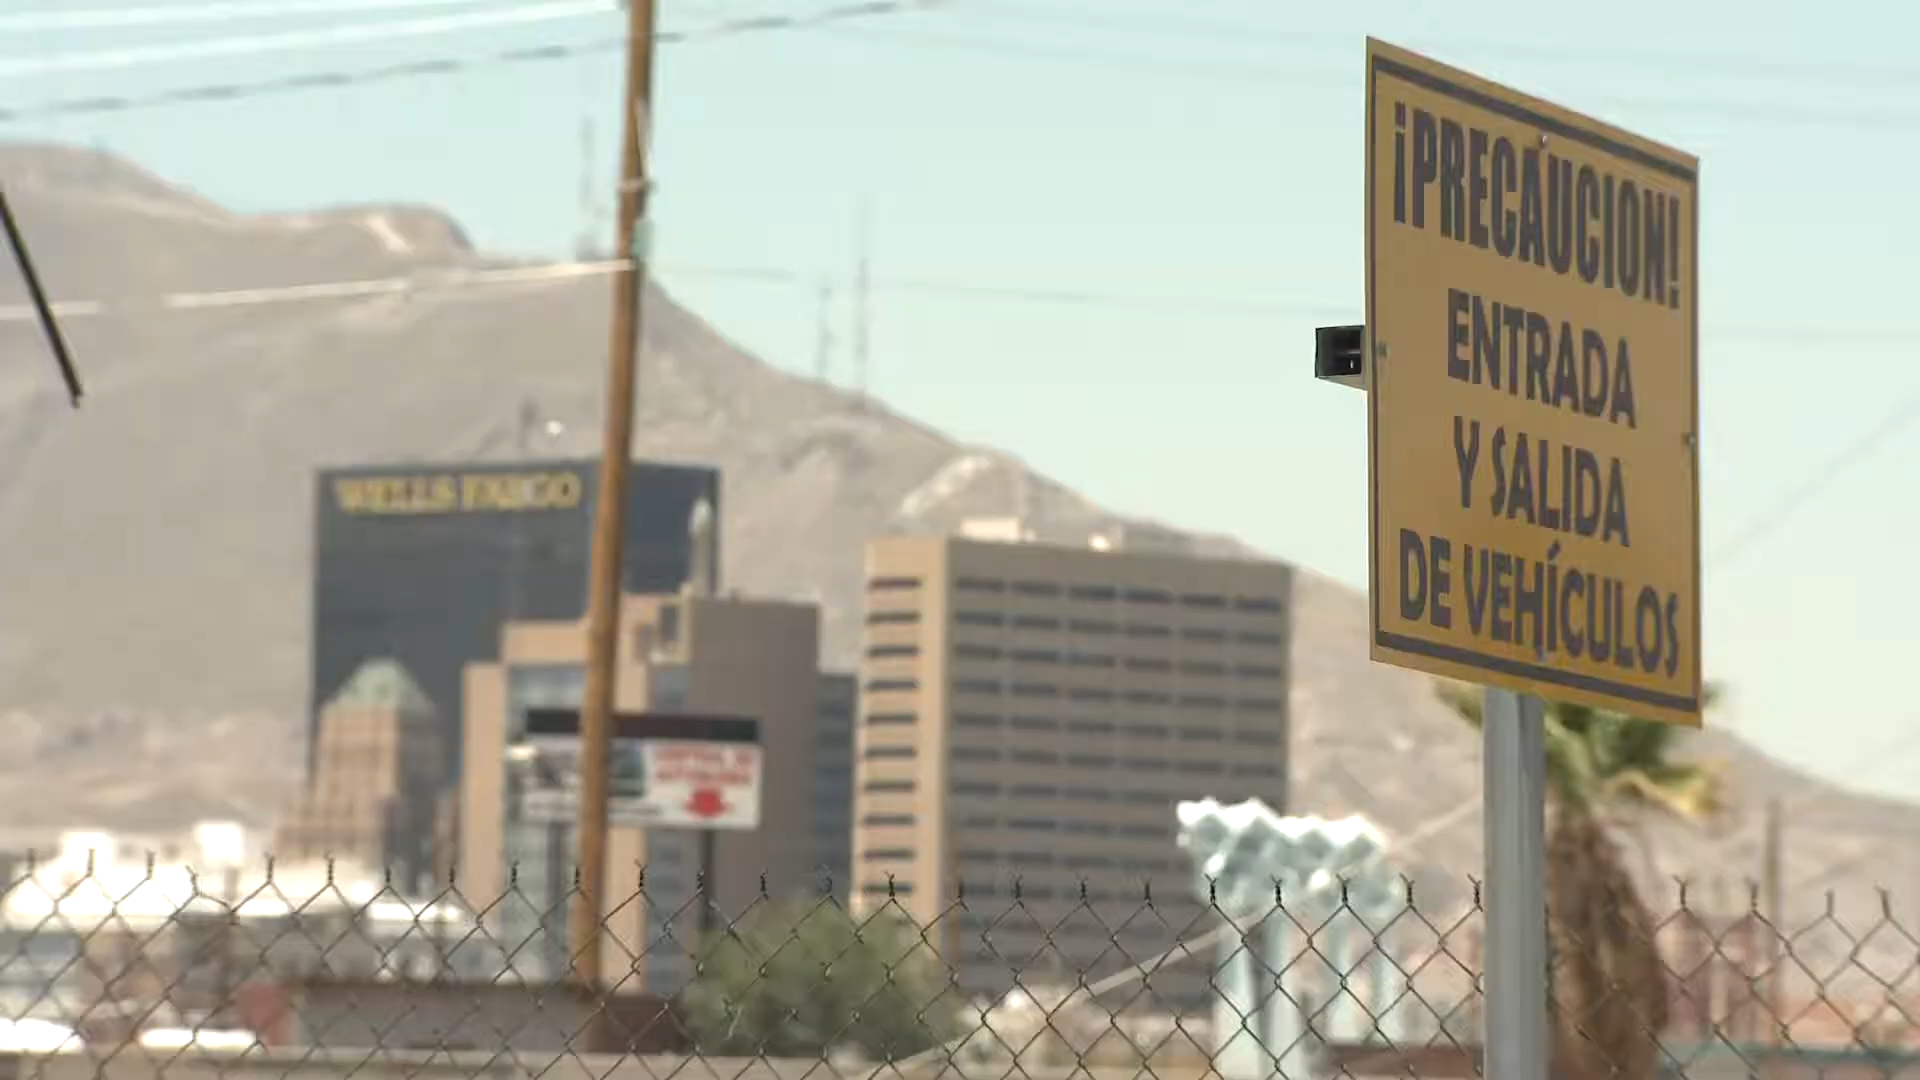 WELLS FARGO
¡PRECAUCION!
ENTRADA
Y SALIDA
DE VEHÍCULOS